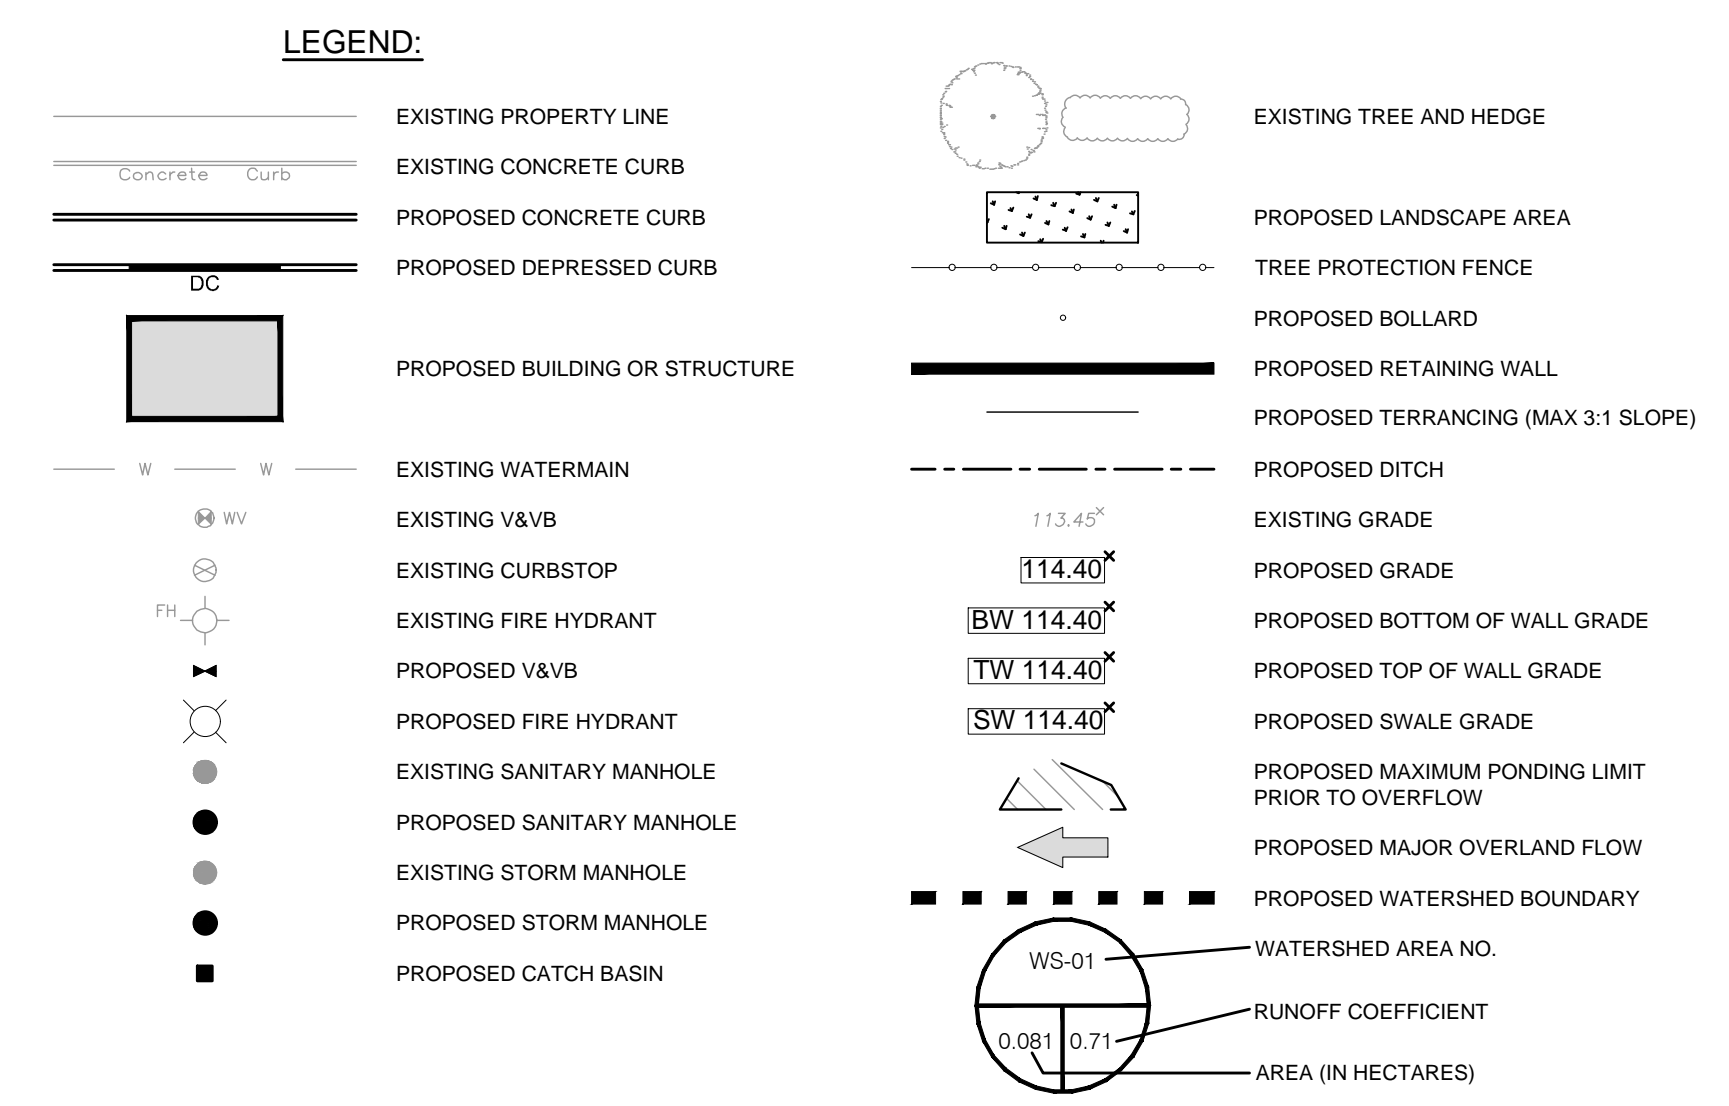 LEGEND:
EXISTING PROPERTY LINE
Concrete Curb
EXISTING CONCRETE CURB
PROPOSED CONCRETE CURB
DC
PROPOSED DEPRESSED CURB
PROPOSED BUILDING OR STRUCTURE
W W
EXISTING WATERMAIN
WV
EXISTING V&VB
EXISTING CURBSTOP
FH
EXISTING FIRE HYDRANT
PROPOSED V&VB
PROPOSED FIRE HYDRANT
EXISTING SANITARY MANHOLE
PROPOSED SANITARY MANHOLE
EXISTING STORM MANHOLE
PROPOSED STORM MANHOLE
PROPOSED CATCH BASIN
EXISTING TREE AND HEDGE
PROPOSED LANDSCAPE AREA
TREE PROTECTION FENCE
PROPOSED BOLLARD
PROPOSED RETAINING WALL
PROPOSED TERRANCING (MAX 3:1 SLOPE)
PROPOSED DITCH
113.45
EXISTING GRADE
114.40
PROPOSED GRADE
BW 114.40
PROPOSED BOTTOM OF WALL GRADE
TW 114.40
PROPOSED TOP OF WALL GRADE
SW 114.40
PROPOSED SWALE GRADE
PROPOSED MAXIMUM PONDING LIMIT
PRIOR TO OVERFLOW
PROPOSED MAJOR OVERLAND FLOW
PROPOSED WATERSHED BOUNDARY
WS-01
WATERSHED AREA NO.
0.081
0.71
RUNOFF COEFFICIENT
AREA (IN HECTARES)